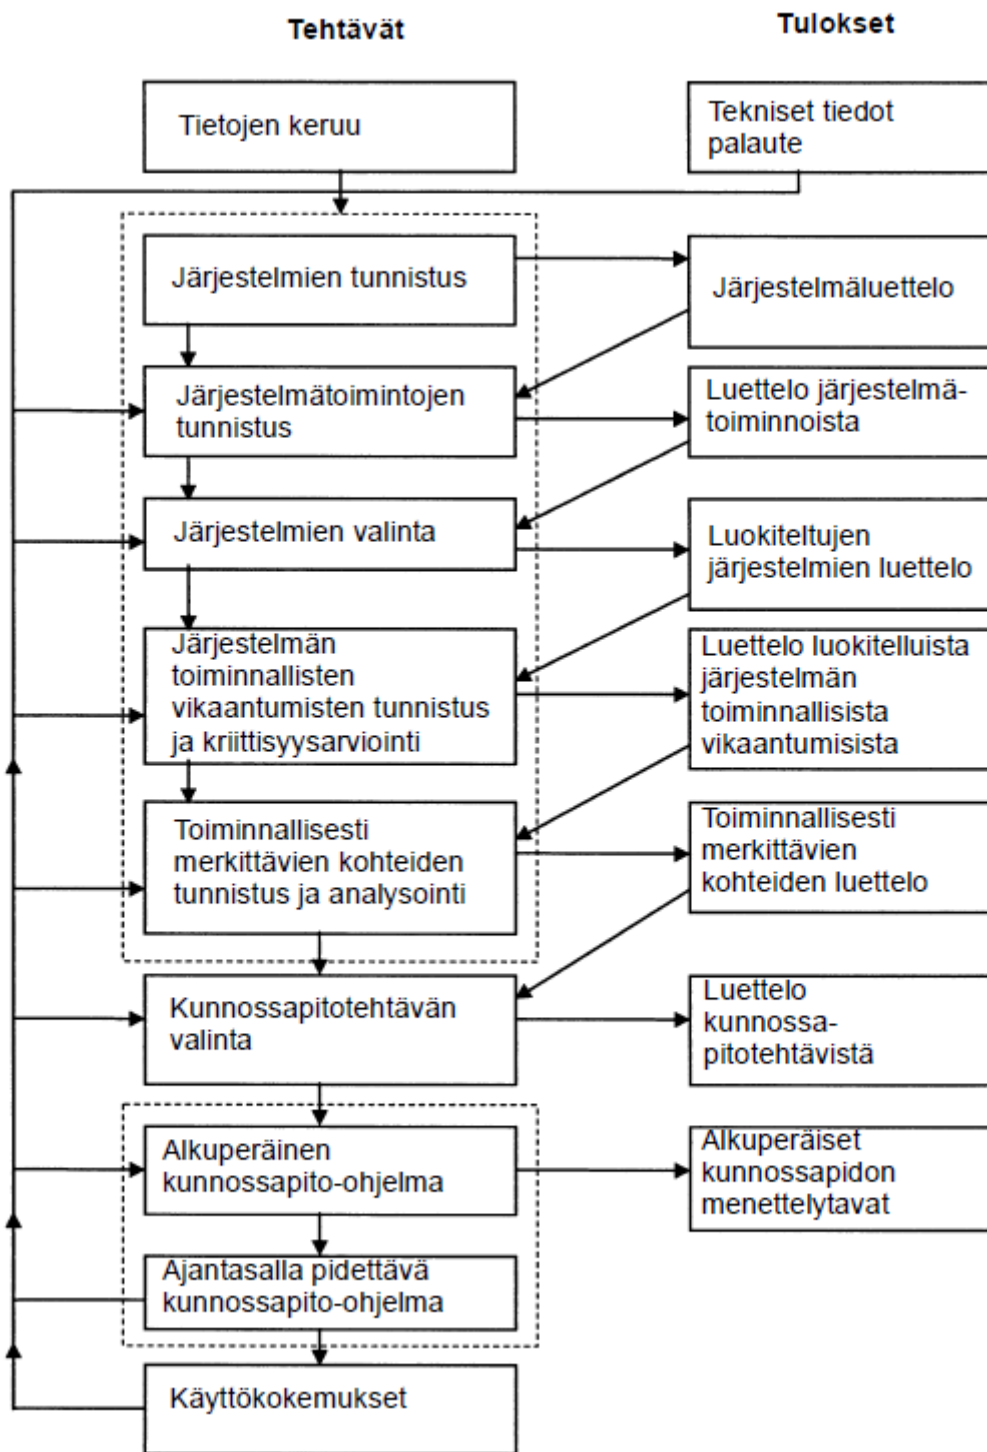 Tehtävät
Tulokset
Tietojen keruu
Tekniset tiedot
palaute
Järjestelmien tunnistus
Järjestelmäluettelo
Järjestelmätoimintojen
tunnistus
Luettelo järjestelmä-
toiminnoista
Järjestelmien valinta
Luokiteltujen
järjestelmien luettelo
Järjestelmän
toiminnallisten
vikaantumisten tunnistus
ja kriittisyysarviointi
Luettelo luokitelluista
järjestelmän
toiminnallisista
vikaantumisista
Toiminnallisesti
merkittävien kohteiden
tunnistus ja analysointi
Toiminnallisesti
merkittävien
kohteiden luettelo
Kunnossapitotehtävän
valinta
Luettelo
kunnossa-
pitotehtävistä
Alkuperäinen
kunnossapito-ohjelma
Alkuperäiset
kunnossapidon
menettelytavat
Ajantasalla pidettävä
kunnossapito-ohjelma
Käyttökokemukset